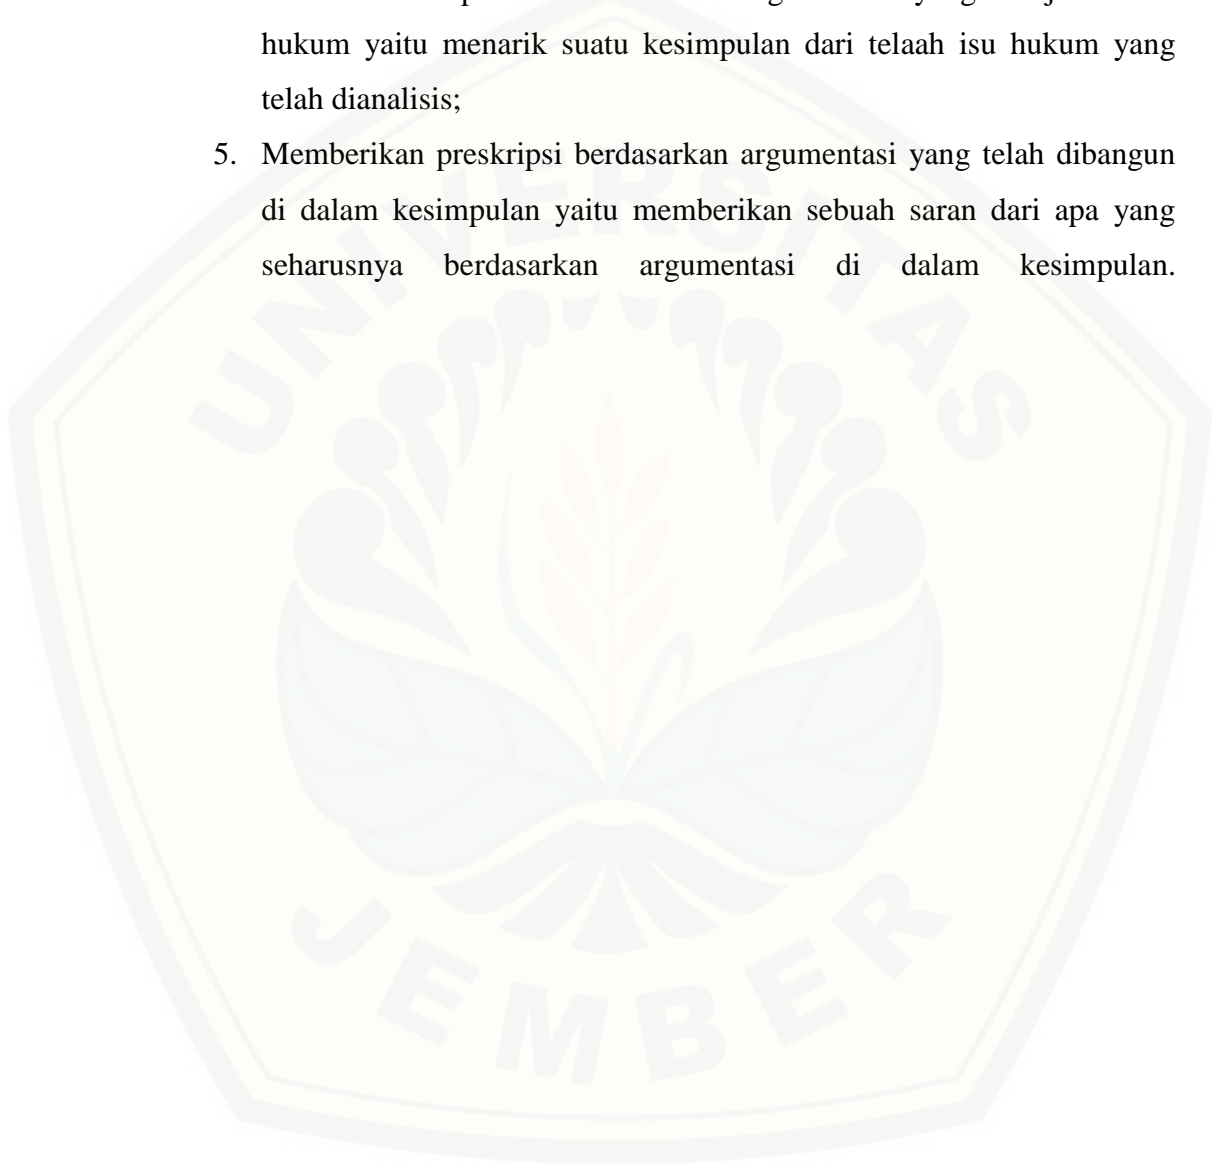 hukum yaitu menarik suatu kesimpulan dari telaah isu hukum yang
telah dianalisis;
5. Memberikan preskripsi berdasarkan argumentasi yang telah dibangun
di dalam kesimpulan yaitu memberikan sebuah saran dari apa yang
seharusnya berdasarkan argumentasi di dalam kesimpulan.
UNIVERSITAS
JEMBER